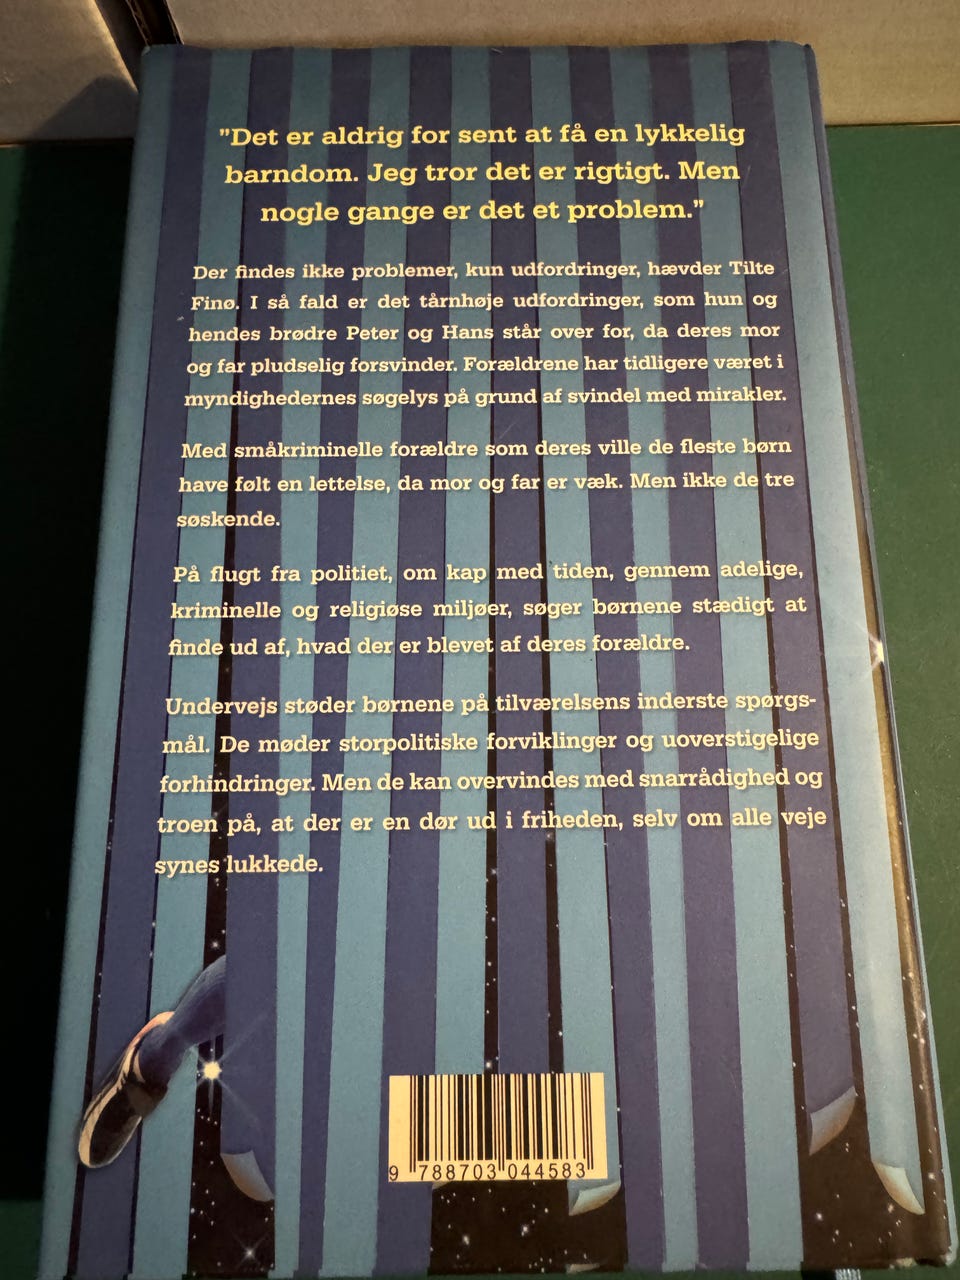 "Det er aldrig for sent at få en lykkelig
barndom. Jeg tror det er rigtigt. Men
nogle gange er det et problem."
Der findes ikke problemer, kun udfordringer, hævder Tilte
Finø. I så fald er det tårnhøje udfordringer, som hun og
hendes brødre Peter og Hans står over for, da deres mor
og far pludselig forsvinder. Forældrene har tidligere været i
myndighedernes søgelys på grund af svindel med mirakler.
Med småkriminelle forældre som deres ville de fleste børn
have følt en lettelse, da mor og far er væk. Men ikke de tre
søskende.
På flugt fra politiet, om kap med tiden, gennem adelige,
kriminelle og religiøse miljøer, søger børnene stædigt at
finde ud af, hvad der er blevet af deres forældre.
Undervejs støder børnene på tilværelsens inderste spørgs-
mål. De møder storpolitiske forviklinger og uoverstigelige
forhindringer. Men de kan overvindes med snarrådighed og
troen på, at der er en dør ud i friheden, selv om alle veje
synes lukkede.
9 788703 044583